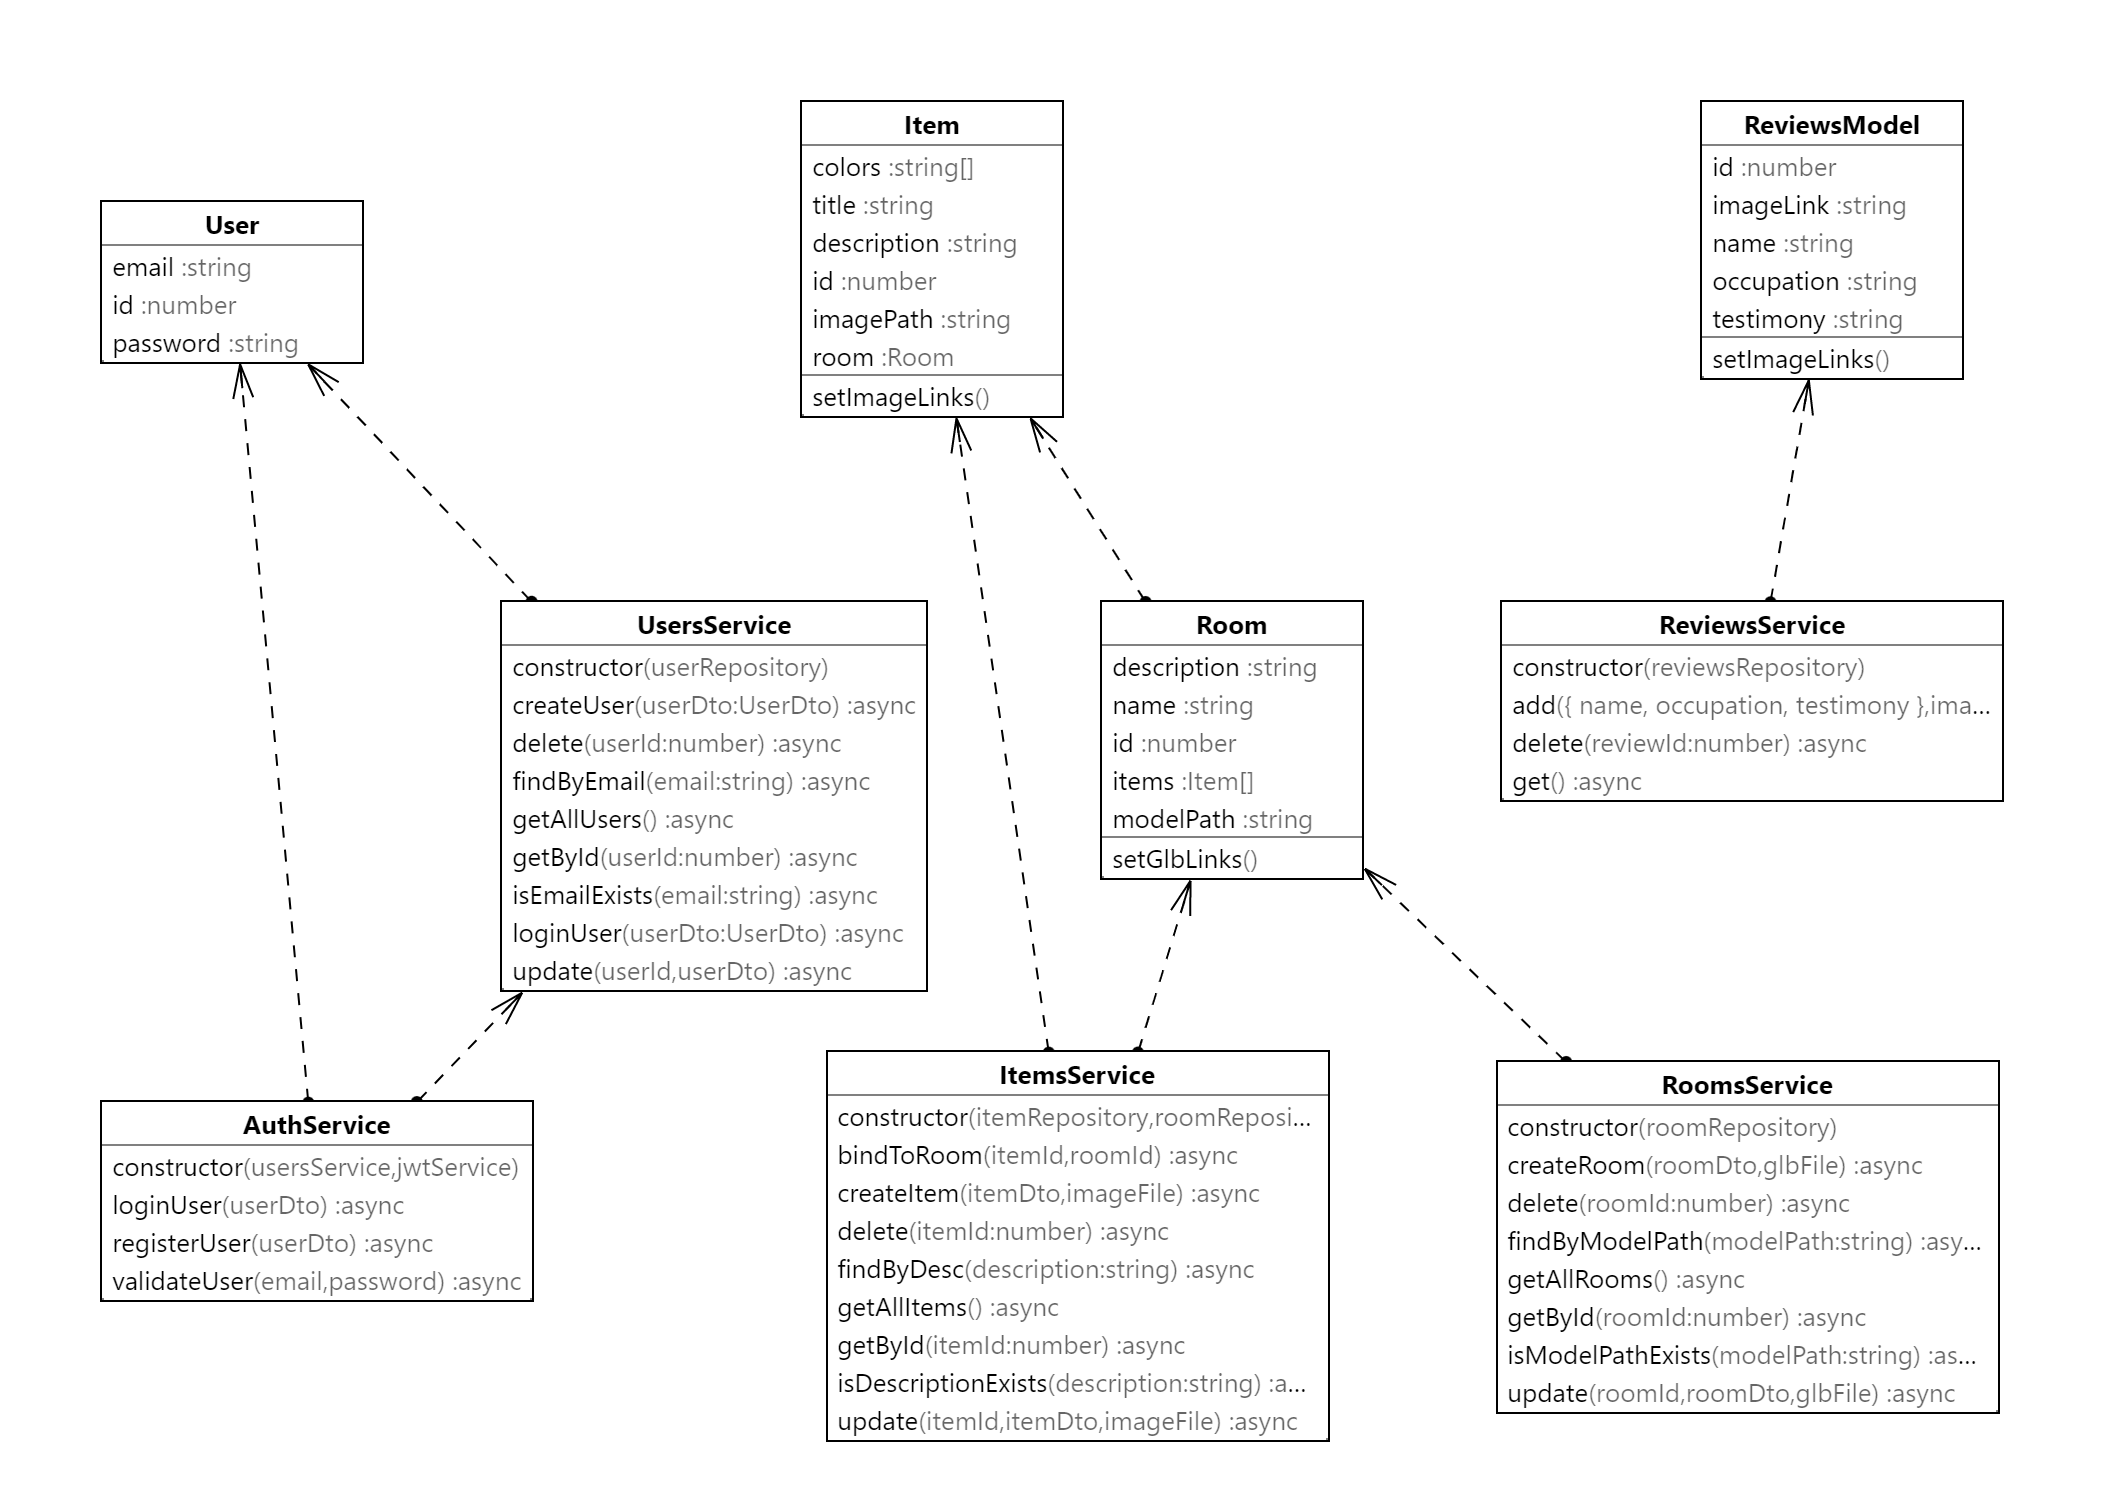 Item
colors :string[]
title :string
description :string
id :number
imagePath :string
room :Room
setImageLinks()
ReviewsModel
id :number
imageLink :string
name :string
occupation :string
testimony :string
setImageLinks()
User
email :string
id :number
password :string
UsersService
constructor(userRepository)
createUser(userDto:UserDto) :async
delete(userId:number) :async
findByEmail(email:string) :async
getAllUsers() :async
getById(userId:number) :async
isEmailExists(email:string) :async
loginUser(userDto:UserDto) :async
update(userId,userDto) :async
Room
description :string
name :string
id :number
items :Item[]
modelPath :string
setGlbLinks()
ReviewsService
constructor(reviewsRepository)
add({ name, occupation, testimony },ima...
delete(reviewId:number) :async
get() :async
AuthService
constructor(usersService,jwtService)
loginUser(userDto) :async
registerUser(userDto) :async
validateUser(email,password) :async
ItemsService
constructor(itemRepository,roomReposi...
bindToRoom(itemId,roomId) :async
createItem(itemDto,imageFile) :async
delete(itemId:number) :async
findByDesc(description:string) :async
getAllItems() :async
getById(itemId:number) :async
isDescriptionExists(description:string) :a...
update(itemId,itemDto,imageFile) :async
RoomsService
constructor(roomRepository)
createRoom(roomDto,glbFile) :async
delete(roomId:number) :async
findByModelPath(modelPath:string) :asy...
getAllRooms() :async
getById(roomId:number) :async
isModelPathExists(modelPath:string) :as...
update(roomId,roomDto,glbFile) :async